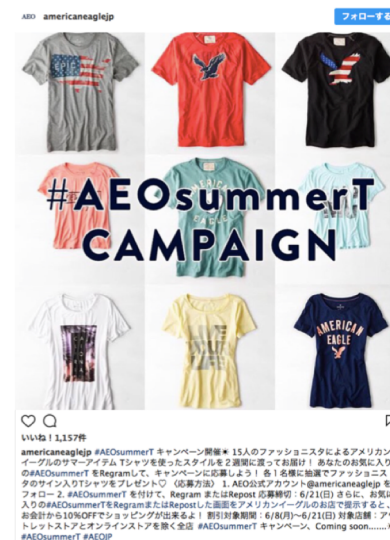 AEO americaneaglejp
フォローする
EPIC
#AEOsummerT
CAMPAIGN
AMERICAN
EAGLE
いいね！1,157件
americaneaglejp #AEOsummerT キャンペーン開催☀ 15人のファッショニスタによるアメリカン
イーグルのサマーアイテム Tシャツを使ったスタイルを２週間に渡ってお届け！ あなたのお気に入り
の#AEOsummerT をRegramして、キャンペーンに応募しよう！ 各１名様に抽選でファッショニス
タのサイン入りTシャツをプレゼント♡ 〈応募方法〉 1. AEO公式アカウント@americaneaglejp を
フォロー 2. #AEOsummerT を付けて、Regram またはRepost 応募締切：6/21(日) さらに、お気に
入りの#AEOsummerTをRegramまたはRepostした画面をアメリカンイーグルのお店で提示すると、
お会計から10%OFFでショッピングが出来るよ！ 割引対象期間：6/8(月)~6/21(日) 対象店舗：アウ
トレットストアとオンラインストアを除く全店 #AEOsummerT キャンペーン、Coming soon.......
#AEOsummerT #AEOJP